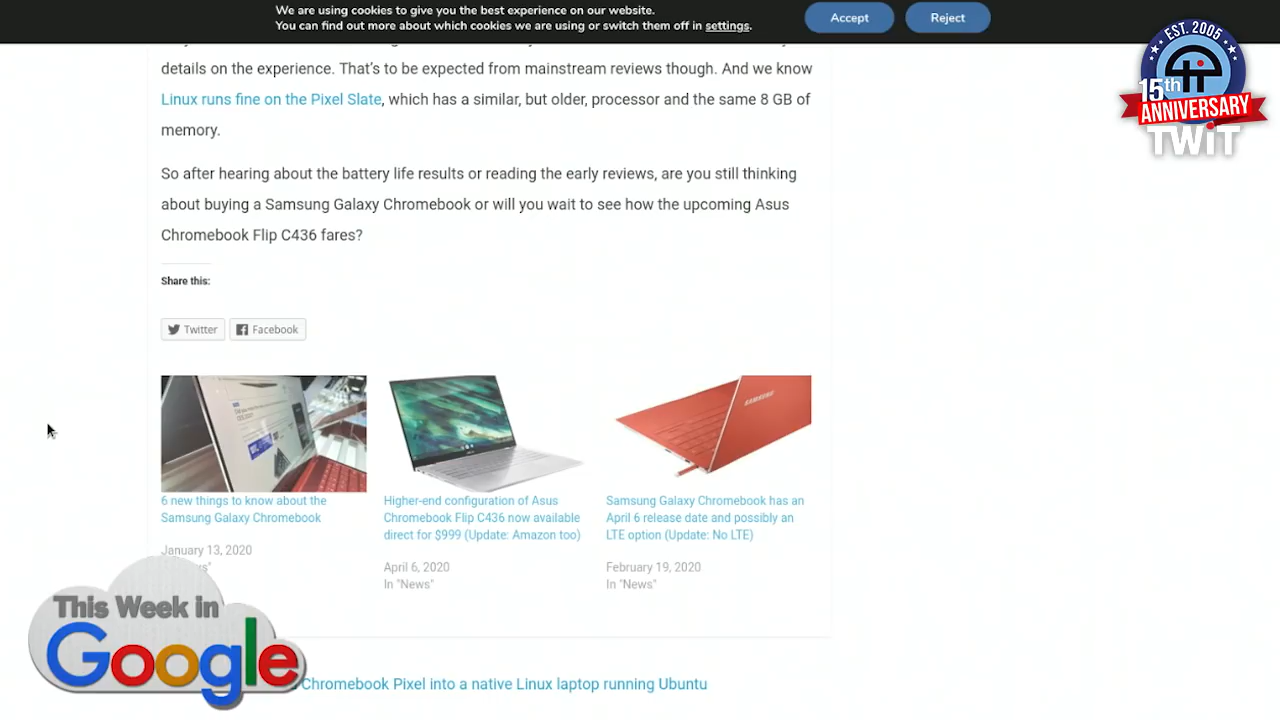 We are using cookies to give you the best experience on our website.
You can find out more about which cookies we are using or switch them off in settings.
Accept
Reject
EST. 2005
15th
ANNIVERSARY
TWiT
details on the experience. That’s to be expected from mainstream reviews though. And we know
Linux runs fine on the Pixel Slate, which has a similar, but older, processor and the same 8 GB of
memory.
So after hearing about the battery life results or reading the early reviews, are you still thinking
about buying a Samsung Galaxy Chromebook or will you wait to see how the upcoming Asus
Chromebook Flip C436 fares?
Share this:
Twitter
Facebook
SAMSUNG
6 new things to know about the
Samsung Galaxy Chromebook
January 13, 2020
Higher-end configuration of Asus
Chromebook Flip C436 now available
direct for $999 (Update: Amazon too)
April 6, 2020
In "News"
Samsung Galaxy Chromebook has an
April 6 release date and possibly an
LTE option (Update: No LTE)
February 19, 2020
In "News"
This Week in
Google
Chromebook Pixel into a native Linux laptop running Ubuntu